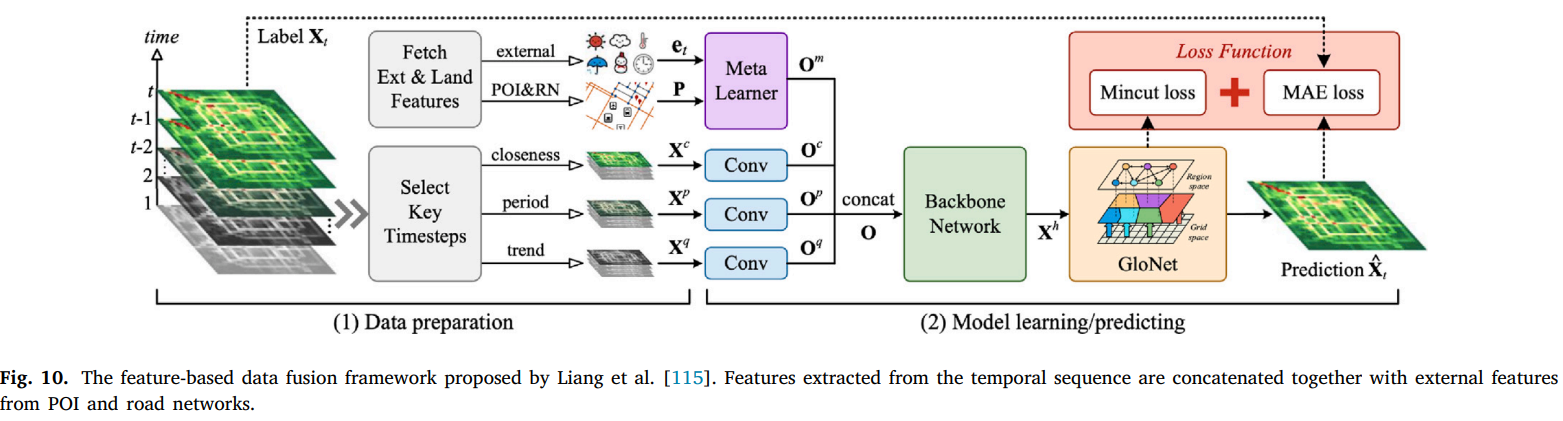 time
Label Xt
t
t-1
t-2
2
1
Fetch
Ext & Land
Features
external
POI&RN
et
P
Meta
Learner
O^m
Select
Key
Timesteps
closeness
period
trend
X^c
X^p
X^q
Conv
Conv
Conv
O^c
O^p
O^q
concat
O
Backbone
Network
X^h
Loss Function
Mincut loss
+
MAE loss
Region
space
Grid
space
GloNet
Prediction X̂t
(1) Data preparation
(2) Model learning/predicting
Fig. 10. The feature-based data fusion framework proposed by Liang et al. [115]. Features extracted from the temporal sequence are concatenated together with external features
from POI and road networks.